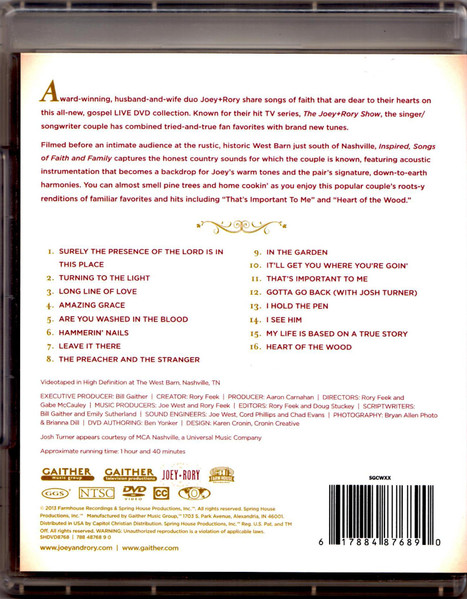 Award-winning, husband-and-wife duo Joey+Rory share songs of faith that are dear to their hearts on
this all-new, gospel LIVE DVD collection. Known for their hit TV series, The Joey+Rory Show, the singer/
songwriter couple has combined tried-and-true fan favorites with brand new tunes.
Filmed before an intimate audience at the rustic, historic West Barn just south of Nashville, Inspired, Songs
of Faith and Family captures the honest country sounds for which the couple is known, featuring acoustic
instrumentation that becomes a backdrop for Joey's warm tones and the pair's signature, down-to-earth
harmonies. You can almost smell pine trees and home cookin' as you enjoy this popular couple's roots-y
renditions of familiar favorites and hits including "That's Important To Me" and "Heart of the Wood."
1. SURELY THE PRESENCE OF THE LORD IS IN
THIS PLACE
2. TURNING TO THE LIGHT
3. LONG LINE OF LOVE
4. AMAZING GRACE
5. ARE YOU WASHED IN THE BLOOD
6. HAMMERIN' NAILS
7. LEAVE IT THERE
8. THE PREACHER AND THE STRANGER
9. IN THE GARDEN
10. IT'LL GET YOU WHERE YOU'RE GOIN'
11. THAT'S IMPORTANT TO ME
12. GOTTA GO BACK (WITH JOSH TURNER)
13. I HOLD THE PEN
14. I SEE HIM
15. MY LIFE IS BASED ON A TRUE STORY
16. HEART OF THE WOOD
Videotaped in High Definition at The West Barn, Nashville, TN
EXECUTIVE PRODUCER: Bill Gaither | CREATOR: Rory Feek | PRODUCER: Aaron Carnahan | DIRECTORS: Rory Feek and
Gabe McCauley | MUSIC PRODUCERS: Joe West and Rory Feek | EDITORS: Rory Feek and Doug Stuckey | SCRIPTWRITERS:
Bill Gaither and Emily Sutherland | SOUND ENGINEERS: Joe West, Cord Phillips and Chad Evans | PHOTOGRAPHY: Bryan Allen Photo
& Brianna Dill | DVD AUTHORING: Ben Yonker | DESIGN: Karen Cronin, Cronin Creative
Josh Turner appears courtesy of MCA Nashville, a Universal Music Company
Approximate running time: 1 hour and 40 minutes
GAITHER
music group
GAITHER
television productions
JOEY+RORY
FARMHOUSE
GGS
NTSC
DVD
VIDEO
CC
© 2013 Farmhouse Recordings & Spring House Productions, Inc. All rights reserved. Spring House
Productions, Inc.™ Manufactured by Gaither Music Group,™ 1703 S. Park Avenue, Alexandria, IN 46001.
Distributed in USA by Capitol Christian Distribution. Spring House Productions, Inc.™ Reg. U.S. Pat. and TM
Off. All rights reserved. WARNING: Unauthorized reproduction is a violation of applicable laws.
SHDVD8768 | 788 48768 9 0
www.joeyandrory.com | www.gaither.com
SGCWXX
6 17884 87689 0